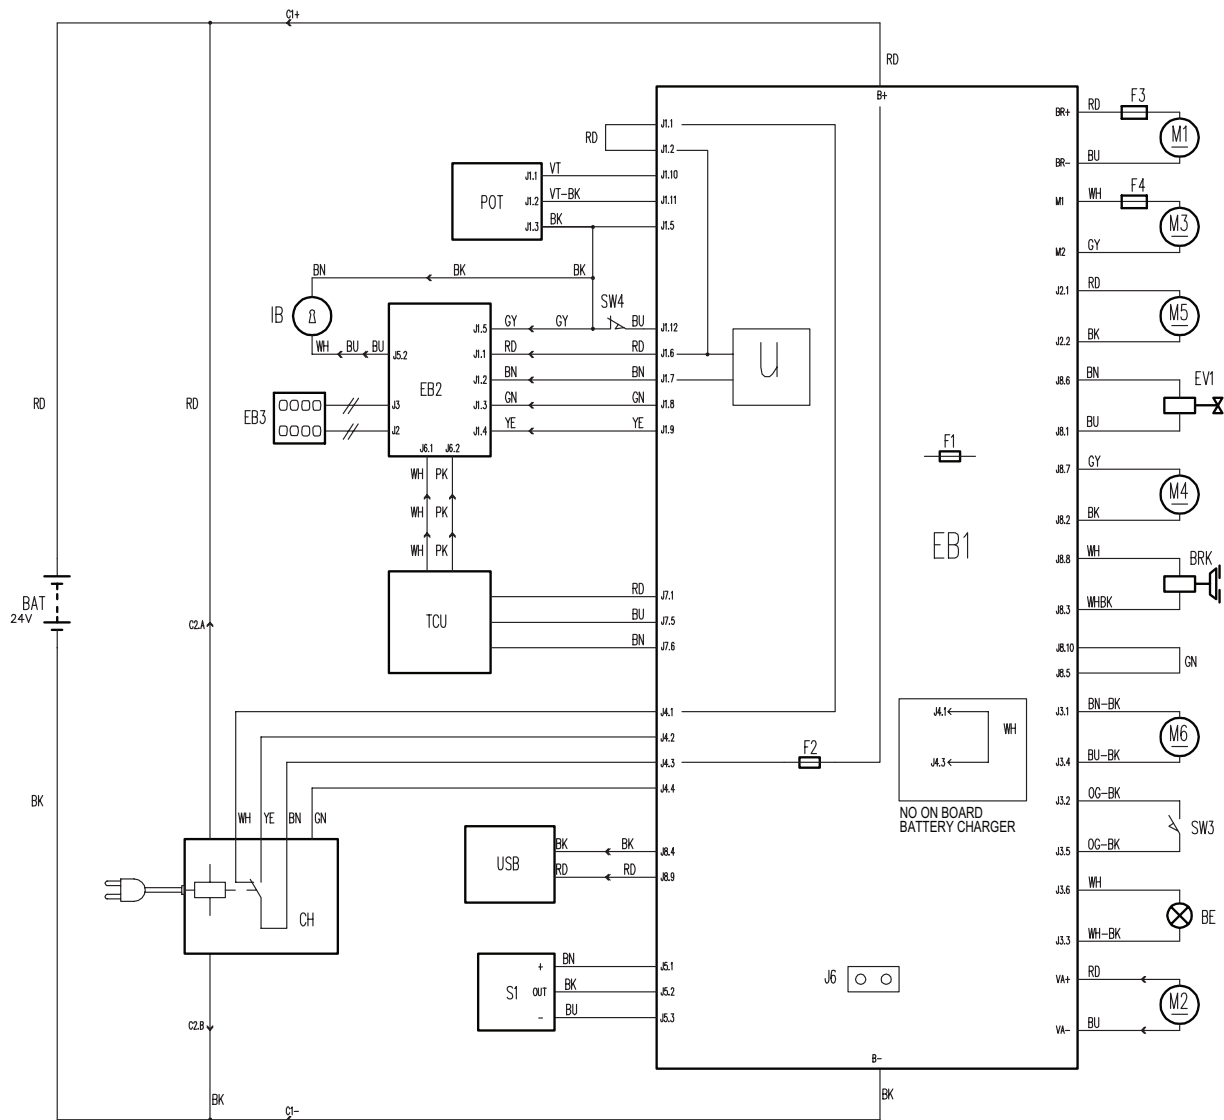 C1+
RD
B+
BR+ RD F3
M1
BR- BU
M1 WH F4
M3
M2 GY
J2.1 RD
M5
J2.2 BK
J8.6 BN
EV1
J8.1 BU
J8.7 GY
M4
J8.2 BK
J8.8 WH
BRK
J8.3 WHBK
J8.10
GN
J8.5
J3.1 BN-BK
M6
J3.4 BU-BK
J3.2 OG-BK
SW3
J3.5 OG-BK
J3.6 WH
BE
J3.3 WH-BK
VA+ RD
M2
VA- BU
RD J1.1
J1.2
POT
J1.1 VT J1.10
J1.2 VT-BK J1.11
J1.3 BK J1.5
BN BK BK
IB
SW4
J1.5 GY GY BU J1.12
WH BU BU J5.2
J1.1 RD RD J1.6
J1.2 BN BN J1.7
J1.3 GN GN J1.8
J1.4 YE YE J1.9
U
EB2
EB3
J3
J2
J6.1 J6.2
WH PK
WH PK
WH PK
TCU
RD J7.1
BU J7.5
BN J7.6
F1
EB1
RD
RD
BAT
24V
C2.A
BK
J4.1
J4.2
J4.3
J4.4
F2
J4.1
WH
J4.3
NO ON BOARD
BATTERY CHARGER
WH YE BN GN
CH
USB
BK BK J8.4
RD RD J8.9
S1
+ BN J5.1
OUT BK J5.2
- BU J5.3
J6
C2.B
B-
BK
BK
C1-